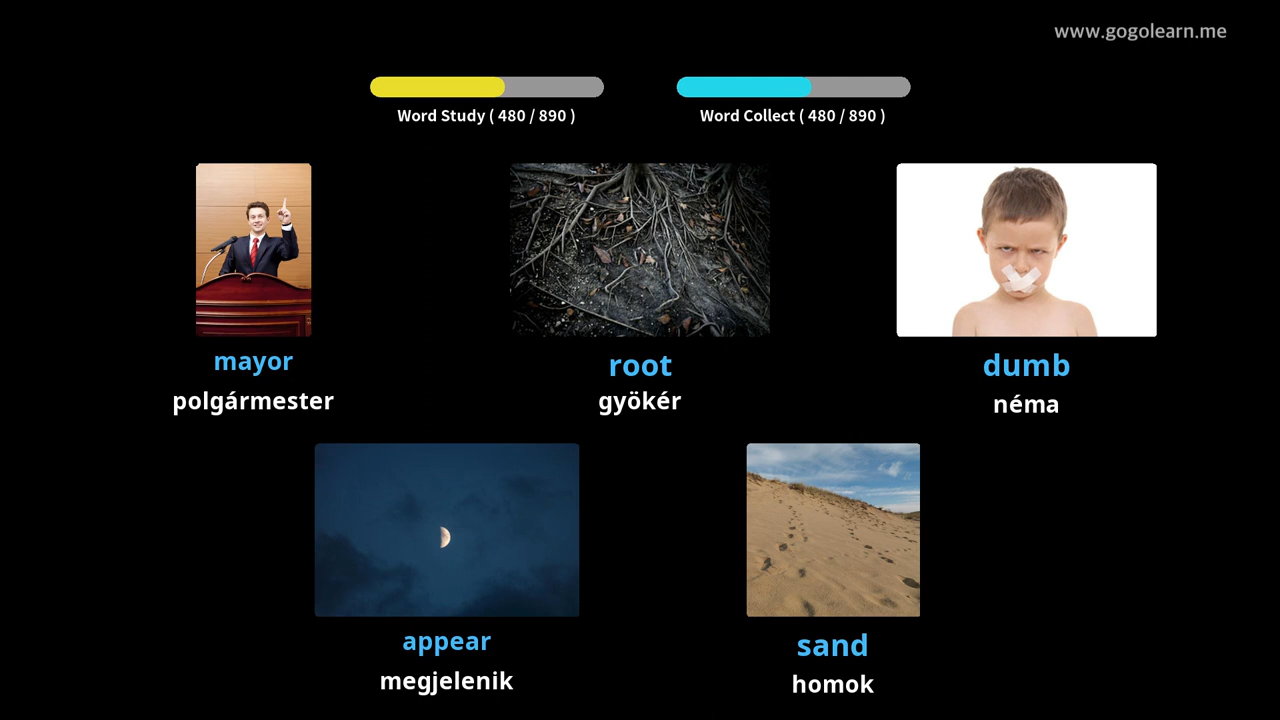 www.gogolearn.me
Word Study ( 480 / 890 )
Word Collect ( 480 / 890 )
mayor
polgármester
root
gyökér
dumb
néma
appear
megjelenik
sand
homok